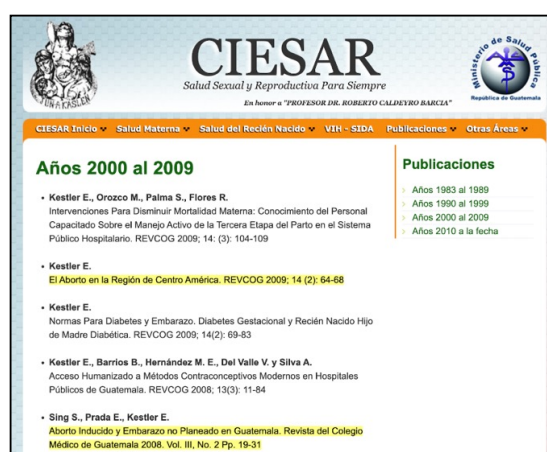 CIESAR
Salud Sexual y Reproductiva Para Siempre
En honor a "PROFESOR DR. ROBERTO CALDEYRO BARCIA"
TUN-A KASLEN
Ministerio de Salud Pública
República de Guatemala
CIESAR Inicio Salud Materna Salud del Recién Nacido VIH - SIDA Publicaciones Otras Áreas
Años 2000 al 2009
• Kestler E., Orozco M., Palma S., Flores R.
Intervenciones Para Disminuir Mortalidad Materna: Conocimiento del Personal
Capacitado Sobre el Manejo Activo de la Tercera Etapa del Parto en el Sistema
Público Hospitalario. REVCOG 2009; 14: (3): 104-109
• Kestler E.
El Aborto en la Región de Centro América. REVCOG 2009; 14 (2): 64-68
• Kestler E.
Normas Para Diabetes y Embarazo. Diabetes Gestacional y Recién Nacido Hijo
de Madre Diabética. REVCOG 2009; 14(2): 69-83
• Kestler E., Barrios B., Hernández M. E., Del Valle V. y Silva A.
Acceso Humanizado a Métodos Contraconceptivos Modernos en Hospitales
Públicos de Guatemala. REVCOG 2008; 13(3): 11-84
• Sing S., Prada E., Kestler E.
Aborto Inducido y Embarazo no Planeado en Guatemala. Revista del Colegio
Médico de Guatemala 2008. Vol. III, No. 2 Pp. 19-31
Publicaciones
Años 1983 al 1989
Años 1990 al 1999
Años 2000 al 2009
Años 2010 a la fecha